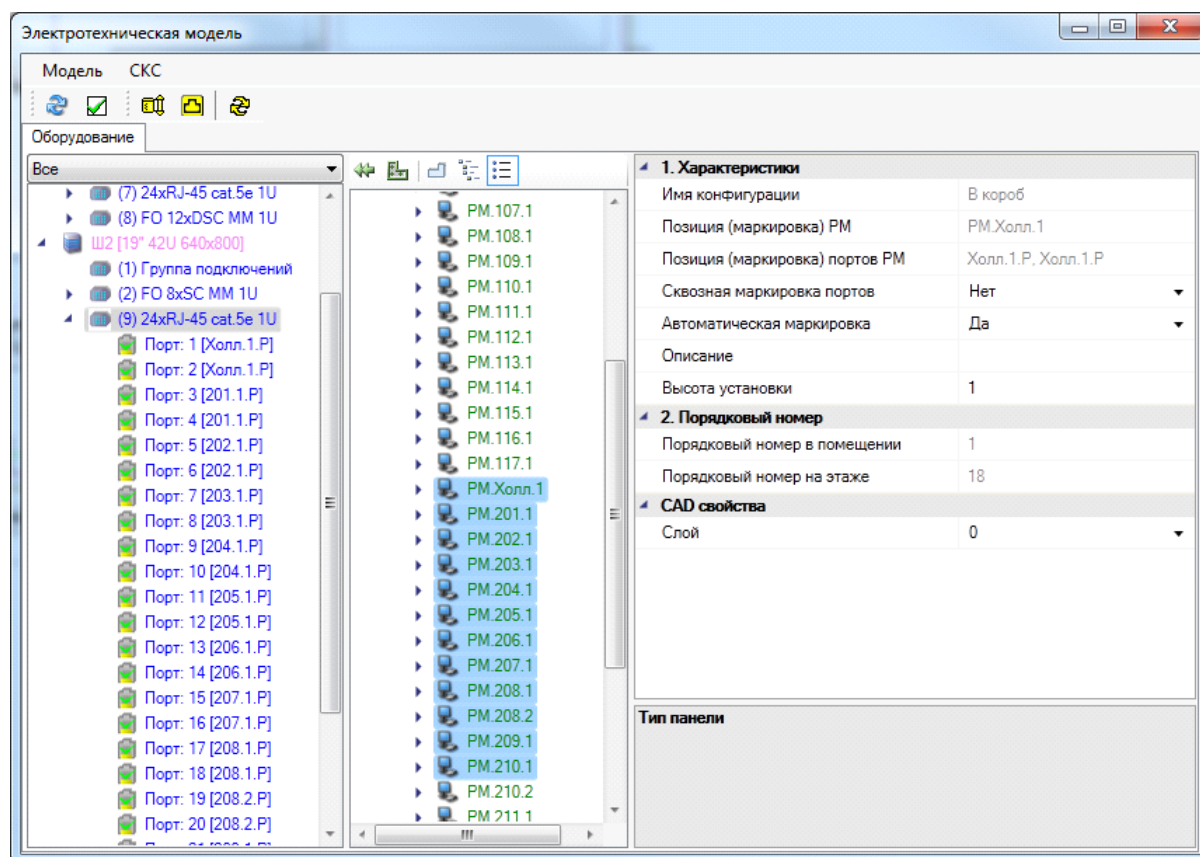 Электротехническая модель
Модель СКС
Оборудование
Все
(7) 24xRJ-45 cat.5e 1U
(8) FO 12xDSC MM 1U
Ш2 [19" 42U 640x800]
(1) Группа подключений
(2) FO 8xSC MM 1U
(9) 24xRJ-45 cat.5e 1U
Порт: 1 [Холл.1.Р]
Порт: 2 [Холл.1.Р]
Порт: 3 [201.1.Р]
Порт: 4 [201.1.Р]
Порт: 5 [202.1.Р]
Порт: 6 [202.1.Р]
Порт: 7 [203.1.Р]
Порт: 8 [203.1.Р]
Порт: 9 [204.1.Р]
Порт: 10 [204.1.Р]
Порт: 11 [205.1.Р]
Порт: 12 [205.1.Р]
Порт: 13 [206.1.Р]
Порт: 14 [206.1.Р]
Порт: 15 [207.1.Р]
Порт: 16 [207.1.Р]
Порт: 17 [208.1.Р]
Порт: 18 [208.1.Р]
Порт: 19 [208.2.Р]
Порт: 20 [208.2.Р]
РМ.107.1
РМ.108.1
РМ.109.1
РМ.110.1
РМ.111.1
РМ.112.1
РМ.113.1
РМ.114.1
РМ.115.1
РМ.116.1
РМ.117.1
РМ.Холл.1
РМ.201.1
РМ.202.1
РМ.203.1
РМ.204.1
РМ.205.1
РМ.206.1
РМ.207.1
РМ.208.1
РМ.208.2
РМ.209.1
РМ.210.1
РМ.210.2
РМ.211.1
1. Характеристики
Имя конфигурации В короб
Позиция (маркировка) РМ РМ.Холл.1
Позиция (маркировка) портов РМ Холл.1.Р, Холл.1.Р
Сквозная маркировка портов Нет
Автоматическая маркировка Да
Описание
Высота установки 1
2. Порядковый номер
Порядковый номер в помещении 1
Порядковый номер на этаже 18
CAD свойства
Слой 0
Тип панели